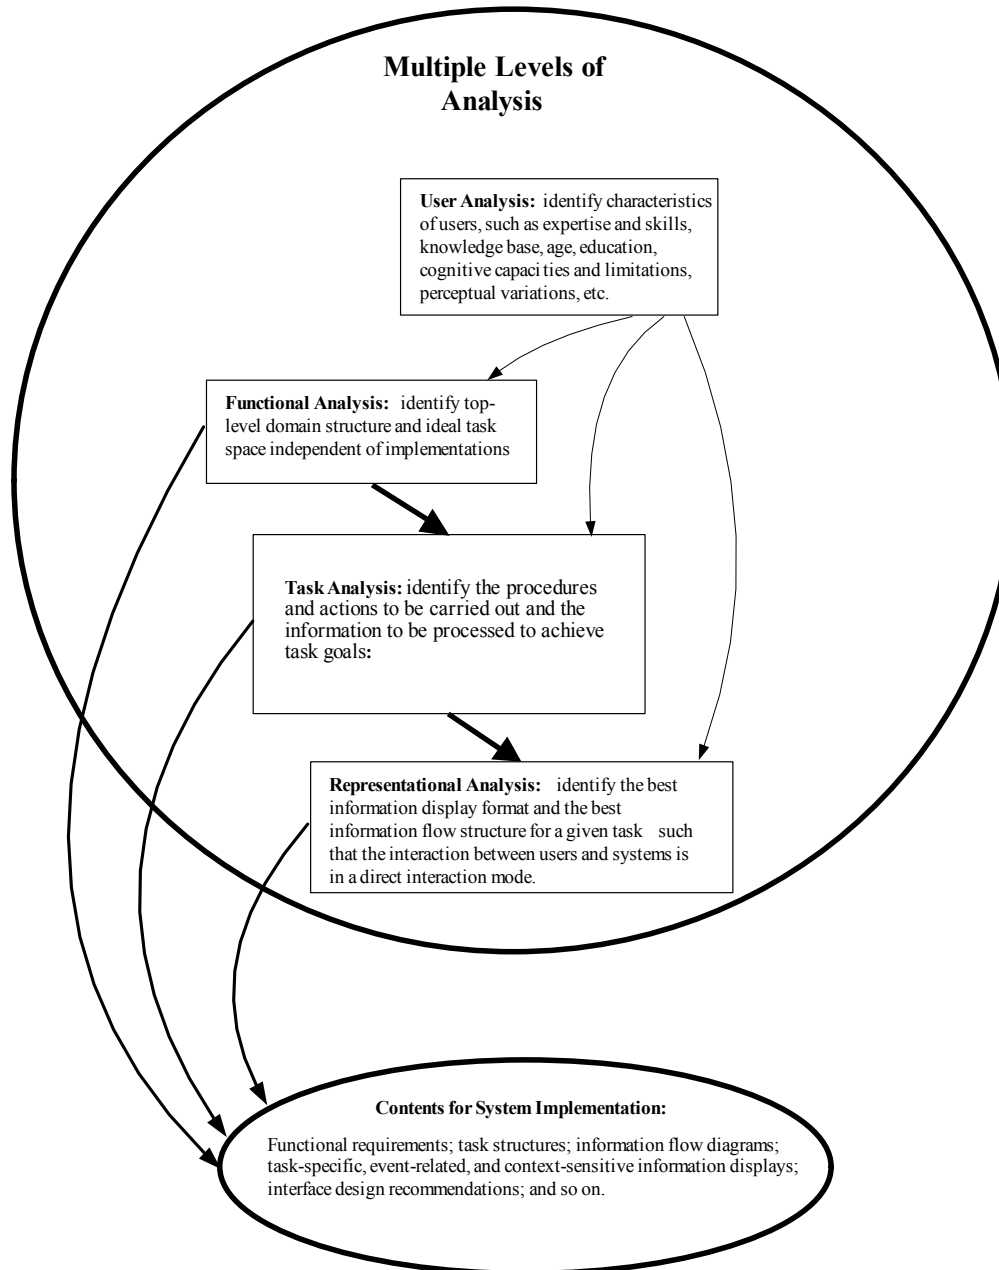 Multiple Levels of
Analysis
User Analysis: identify characteristics
of users, such as expertise and skills,
knowledge base, age, education,
cognitive capacities and limitations,
perceptual variations, etc.
Functional Analysis: identify top-
level domain structure and ideal task
space independent of implementations
Task Analysis: identify the procedures
and actions to be carried out and the
information to be processed to achieve
task goals:
Representational Analysis: identify the best
information display format and the best
information flow structure for a given task such
that the interaction between users and systems is
in a direct interaction mode.
Contents for System Implementation:
Functional requirements; task structures; information flow diagrams;
task-specific, event-related, and context-sensitive information displays;
interface design recommendations; and so on.